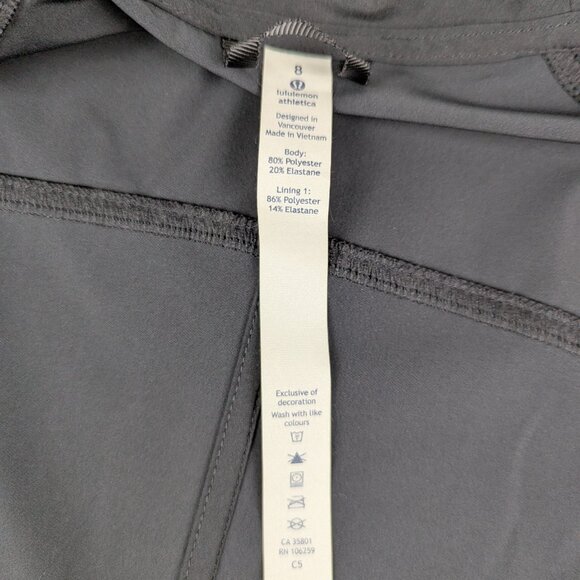 8
lululemon
athletica
Designed in
Vancouver
Made in Vietnam
Body:
80% Polyester
20% Elastane
Lining 1:
86% Polyester
14% Elastane
Exclusive of
decoration
Wash with like
colours
CA 35801
RN 106259
C5